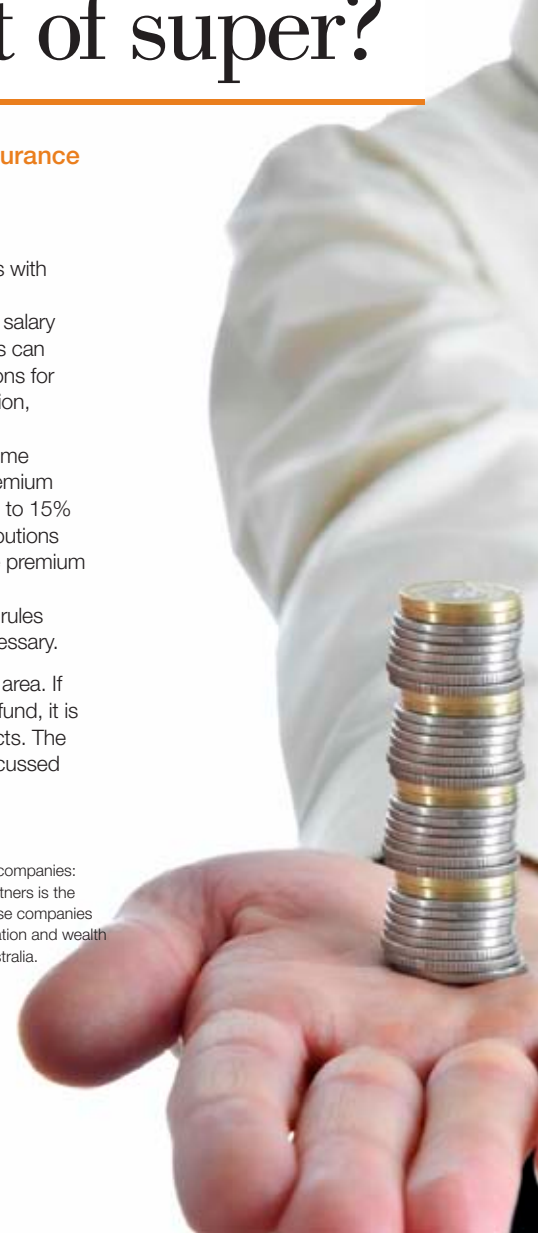 t of super?
urance
s with
salary
s can
ons for
ion,
me
emium
to 15%
butions
premium
rules
essary.
area. If
fund, it is
cts. The
cussed
companies:
tners is the
se companies
ation and wealth
stralia.